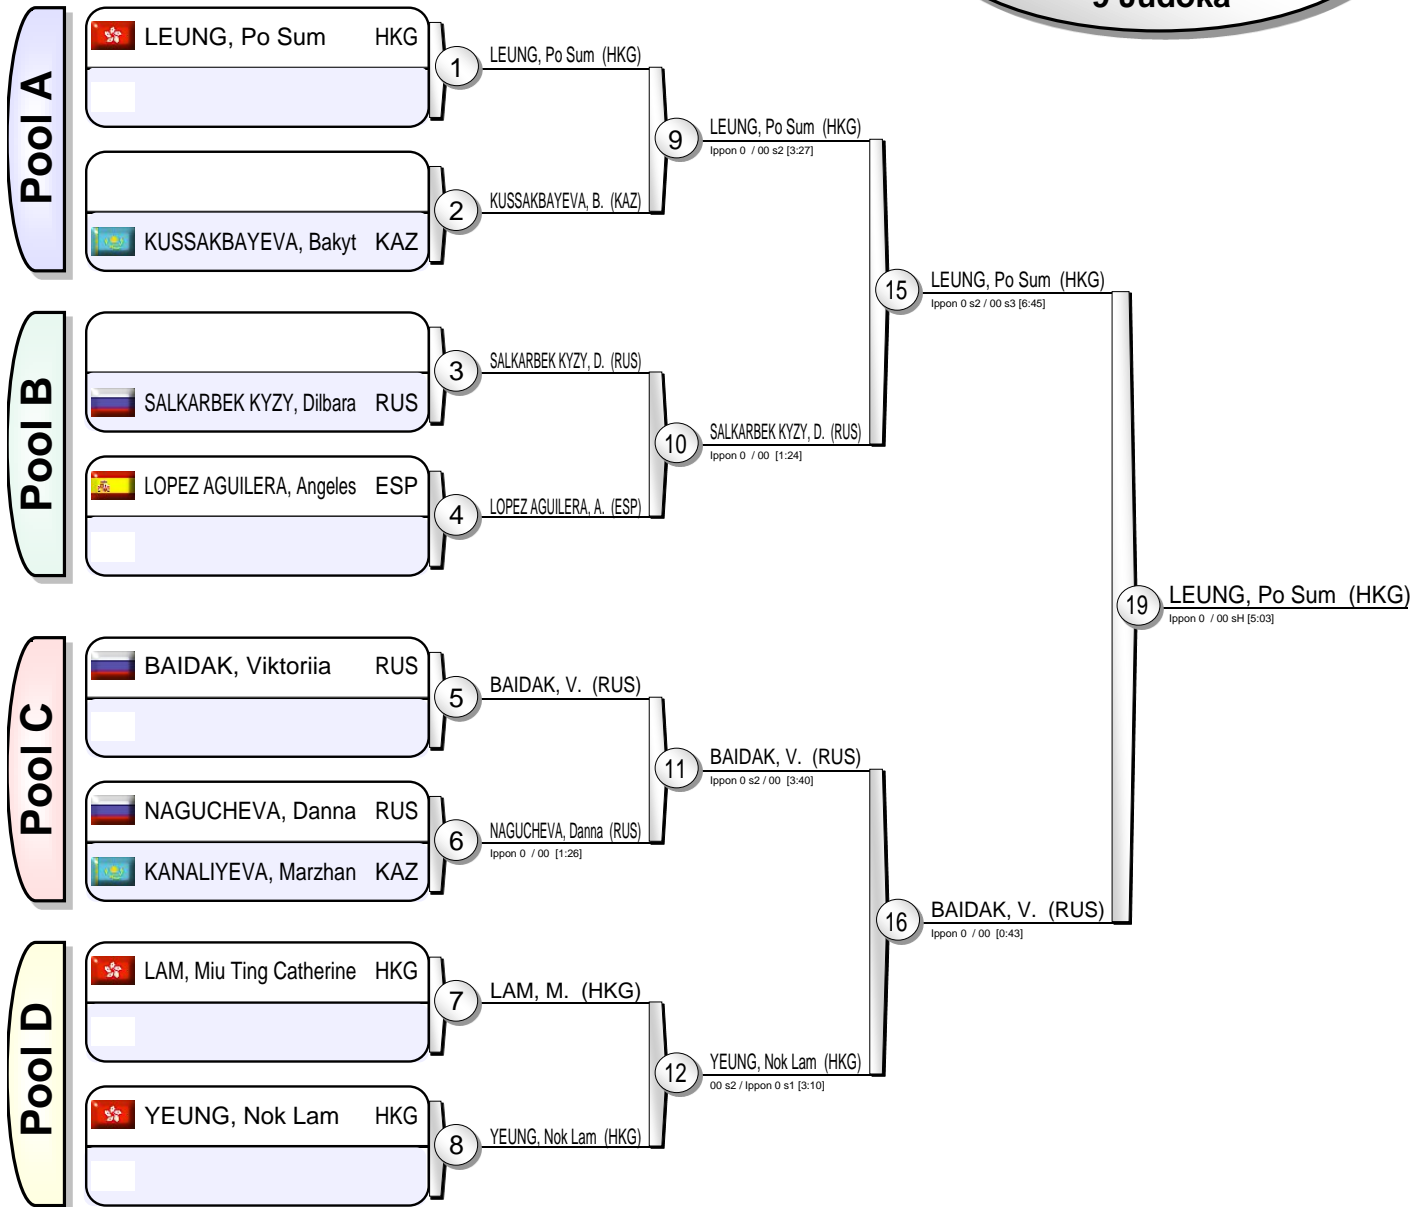 9 Judoka
Pool A
LEUNG, Po Sum HKG
KUSSAKBAYEVA, Bakyt KAZ
Pool B
SALKARBEK KYZY, Dilbara RUS
LOPEZ AGUILERA, Angeles ESP
Pool C
BAIDAK, Viktoriia RUS
NAGUCHEVA, Danna RUS
KANALIYEVA, Marzhan KAZ
Pool D
LAM, Miu Ting Catherine HKG
YEUNG, Nok Lam HKG
1
LEUNG, Po Sum (HKG)
2
KUSSAKBAYEVA, B. (KAZ)
3
SALKARBEK KYZY, D. (RUS)
4
LOPEZ AGUILERA, A. (ESP)
5
BAIDAK, V. (RUS)
6
NAGUCHEVA, Danna (RUS)
Ippon 0 / 00 [1:26]
7
LAM, M. (HKG)
8
YEUNG, Nok Lam (HKG)
9
LEUNG, Po Sum (HKG)
Ippon 0 / 00 s2 [3:27]
10
SALKARBEK KYZY, D. (RUS)
Ippon 0 / 00 [1:24]
11
BAIDAK, V. (RUS)
Ippon 0 s2 / 00 [3:40]
12
YEUNG, Nok Lam (HKG)
00 s2 / Ippon 0 s1 [3:10]
15
LEUNG, Po Sum (HKG)
Ippon 0 s2 / 00 s3 [6:45]
16
BAIDAK, V. (RUS)
Ippon 0 / 00 [0:43]
19
LEUNG, Po Sum (HKG)
Ippon 0 / 00 sH [5:03]